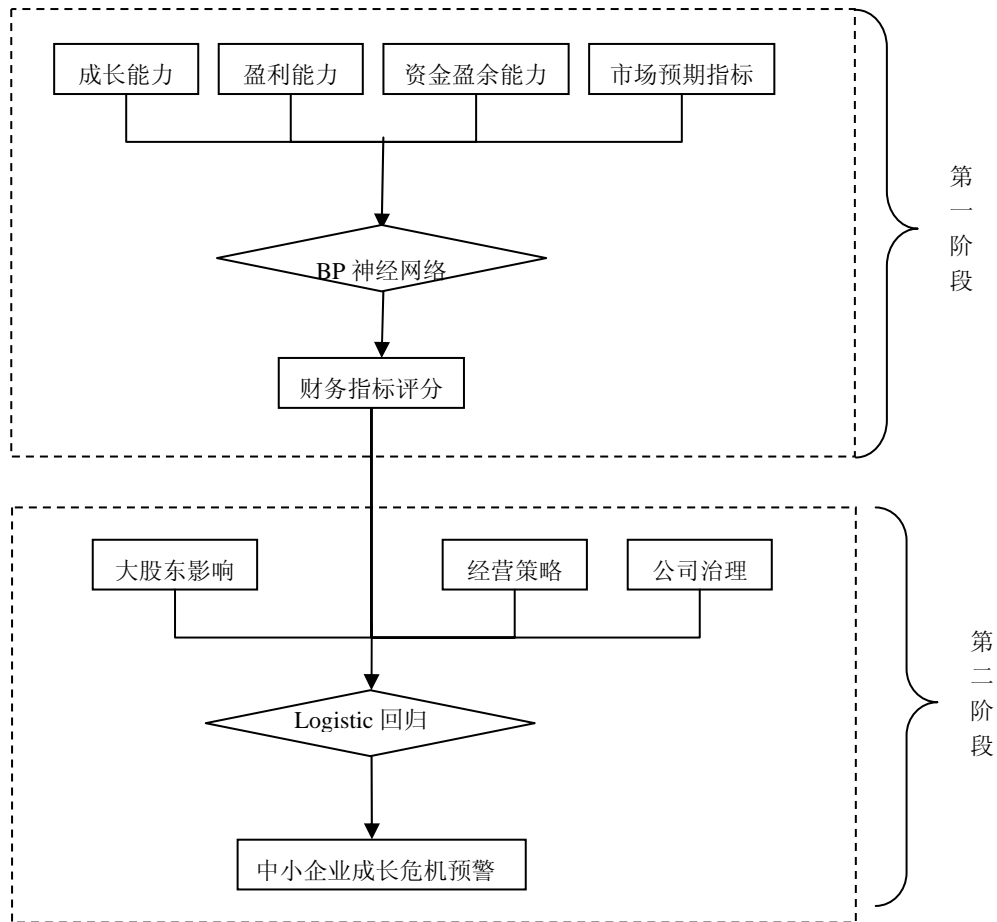 成长能力 盈利能力 资金盈余能力 市场预期指标
第一阶段
BP 神经网络
财务指标评分
大股东影响 经营策略 公司治理
第二阶段
Logistic 回归
中小企业成长危机预警